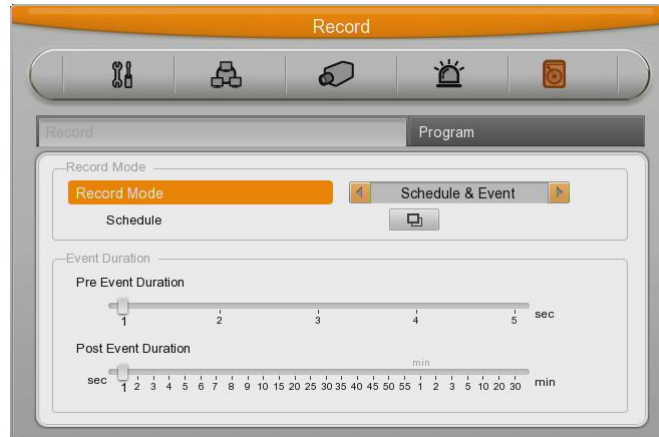 Record
Record Program
Record Mode
Record Mode Schedule & Event
Schedule
Event Duration
Pre Event Duration
1 2 3 4 5 sec
Post Event Duration
min
sec 1 2 3 4 5 6 7 8 9 10 15 20 25 30 35 40 45 50 55 1 2 3 5 10 20 30 min